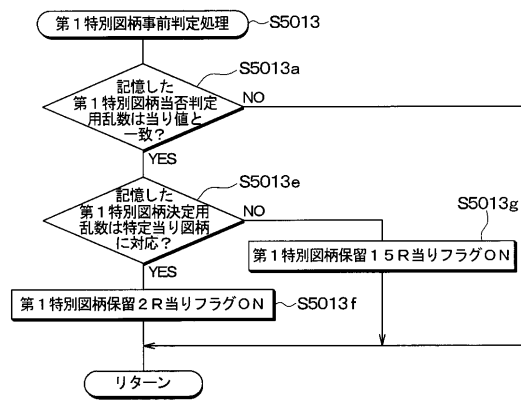 第１特別図柄事前判定処理
S5013
S5013a
記憶した
第１特別図柄当否判定
用乱数は当り値と
一致？
NO
YES
S5013e
記憶した
第１特別図柄決定用
乱数は特定当り図柄
に対応？
NO
S5013g
第１特別図柄保留１５Ｒ当りフラグＯＮ
YES
第１特別図柄保留２Ｒ当りフラグＯＮ
S5013f
リターン